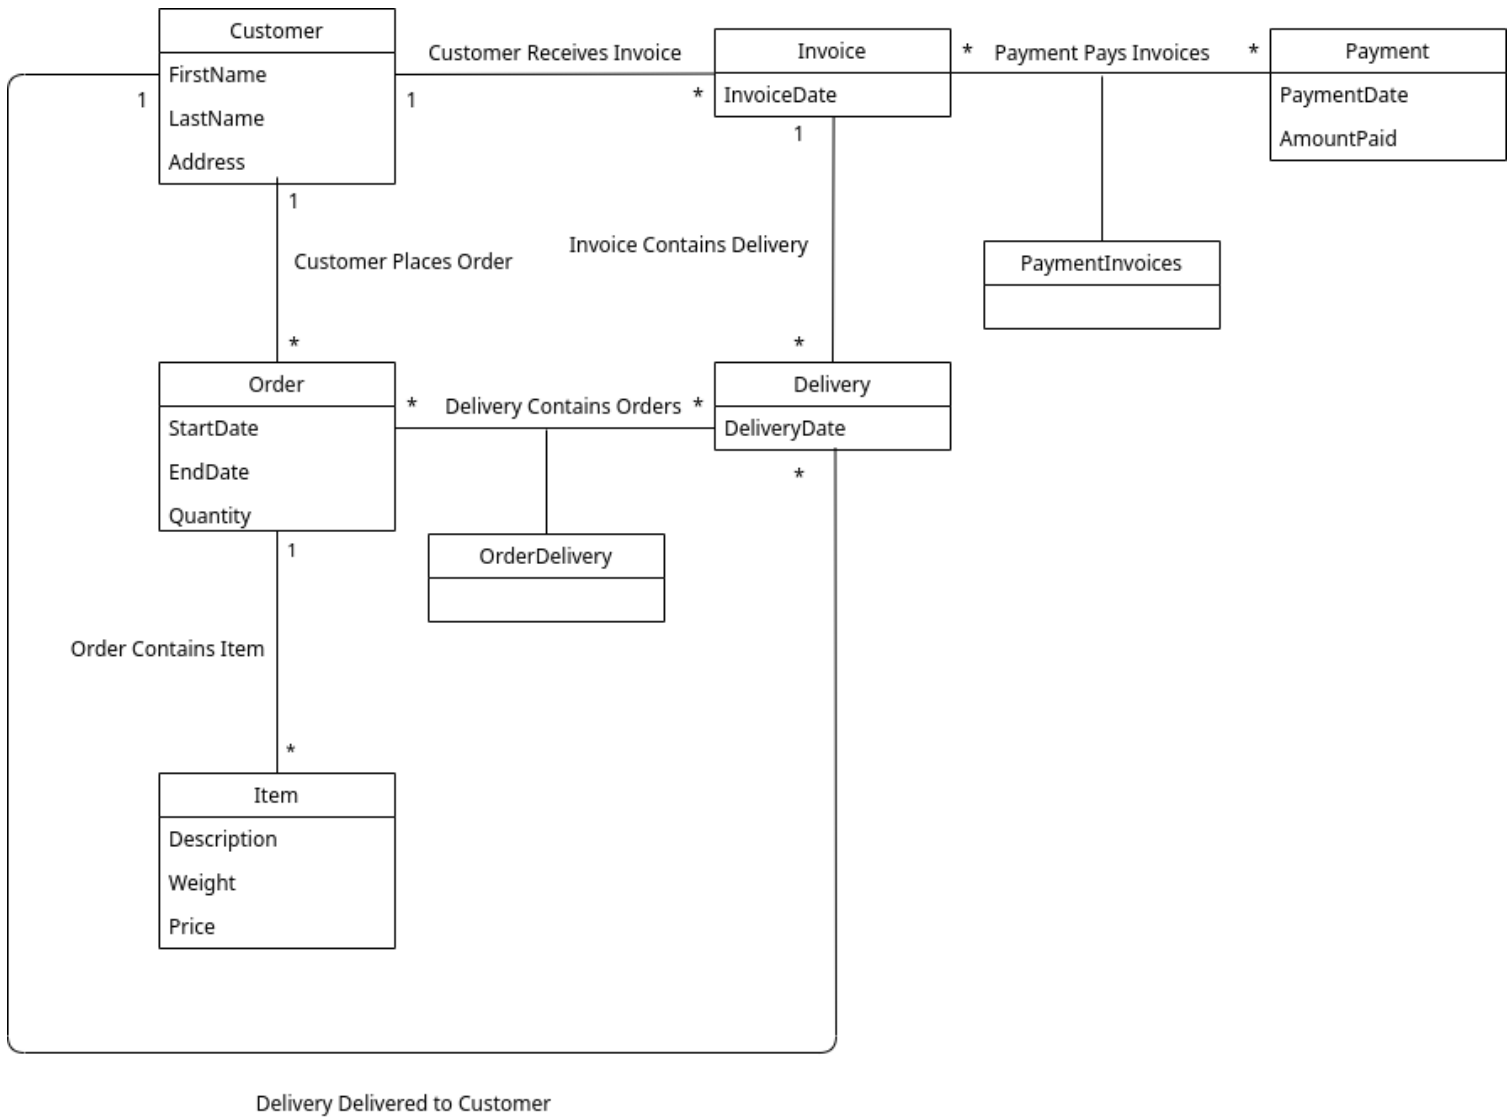 Customer
FirstName
LastName
Address
1
1
Customer Receives Invoice
*
Invoice
InvoiceDate
*
Payment Pays Invoices
*
Payment
PaymentDate
AmountPaid
1
Customer Places Order
*
1
Invoice Contains Delivery
*
PaymentInvoices
Order
StartDate
EndDate
Quantity
*
Delivery Contains Orders
*
Delivery
DeliveryDate
*
OrderDelivery
1
Order Contains Item
*
Item
Description
Weight
Price
Delivery Delivered to Customer